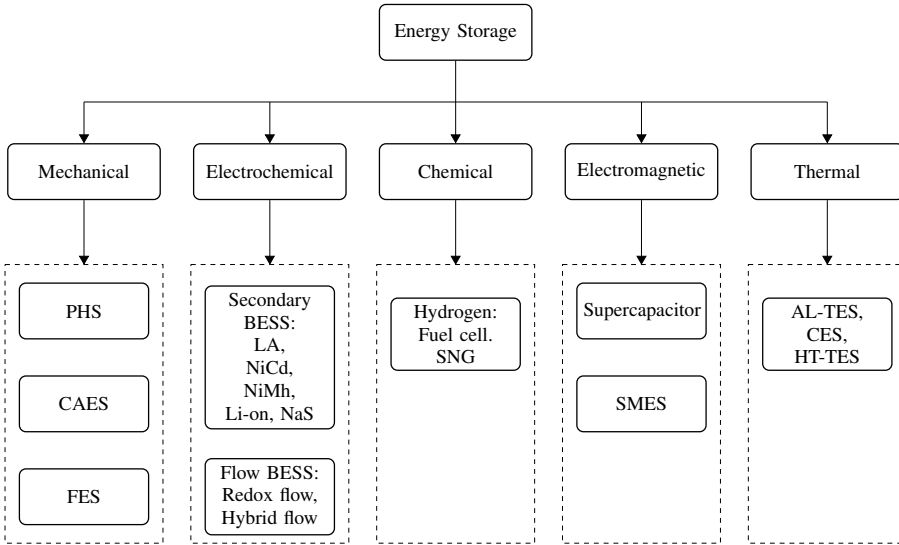 Energy Storage
Mechanical
Electrochemical
Chemical
Electromagnetic
Thermal
PHS
CAES
FES
Secondary
BESS:
LA,
NiCd,
NiMh,
Li-on, NaS
Flow BESS:
Redox flow,
Hybrid flow
Hydrogen:
Fuel cell.
SNG
Supercapacitor
SMES
AL-TES,
CES,
HT-TES